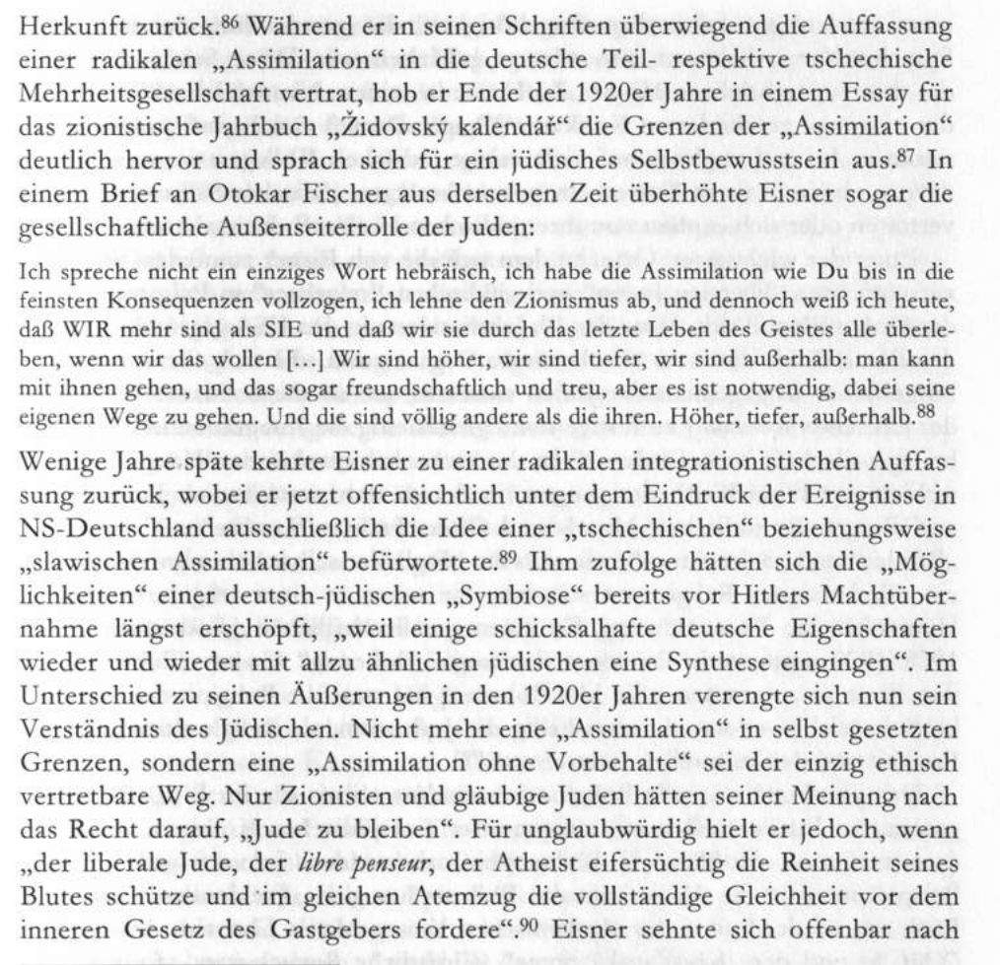 Herkunft zurück.86 Während er in seinen Schriften überwiegend die Auffassung
einer radikalen „Assimilation“ in die deutsche Teil- respektive tschechische
Mehrheitsgesellschaft vertrat, hob er Ende der 1920er Jahre in einem Essay für
das zionistische Jahrbuch „Židovský kalendář“ die Grenzen der „Assimilation“
deutlich hervor und sprach sich für ein jüdisches Selbstbewusstsein aus.87 In
einem Brief an Otokar Fischer aus derselben Zeit überhöhte Eisner sogar die
gesellschaftliche Außenseiterrolle der Juden:
Ich spreche nicht ein einziges Wort hebräisch, ich habe die Assimilation wie Du bis in die
feinsten Konsequenzen vollzogen, ich lehne den Zionismus ab, und dennoch weiß ich heute,
daß WIR mehr sind als SIE und daß wir sie durch das letzte Leben des Geistes alle überle-
ben, wenn wir das wollen [...] Wir sind höher, wir sind tiefer, wir sind außerhalb: man kann
mit ihnen gehen, und das sogar freundschaftlich und treu, aber es ist notwendig, dabei seine
eigenen Wege zu gehen. Und die sind völlig andere als die ihren. Höher, tiefer, außerhalb.88
Wenige Jahre späte kehrte Eisner zu einer radikalen integrationistischen Auffas-
sung zurück, wobei er jetzt offensichtlich unter dem Eindruck der Ereignisse in
NS-Deutschland ausschließlich die Idee einer „tschechischen“ beziehungsweise
„slawischen Assimilation“ befürwortete.89 Ihm zufolge hätten sich die „Mög-
lichkeiten“ einer deutsch-jüdischen „Symbiose“ bereits vor Hitlers Machtüber-
nahme längst erschöpft, „weil einige schicksalhafte deutsche Eigenschaften
wieder und wieder mit allzu ähnlichen jüdischen eine Synthese eingingen“. Im
Unterschied zu seinen Äußerungen in den 1920er Jahren verengte sich nun sein
Verständnis des Jüdischen. Nicht mehr eine „Assimilation“ in selbst gesetzten
Grenzen, sondern eine „Assimilation ohne Vorbehalte“ sei der einzig ethisch
vertretbare Weg. Nur Zionisten und gläubige Juden hätten seiner Meinung nach
das Recht darauf, „Jude zu bleiben“. Für unglaubwürdig hielt er jedoch, wenn
„der liberale Jude, der libre penseur, der Atheist eifersüchtig die Reinheit seines
Blutes schütze und im gleichen Atemzug die vollständige Gleichheit vor dem
inneren Gesetz des Gastgebers fordere“.90 Eisner sehnte sich offenbar nach